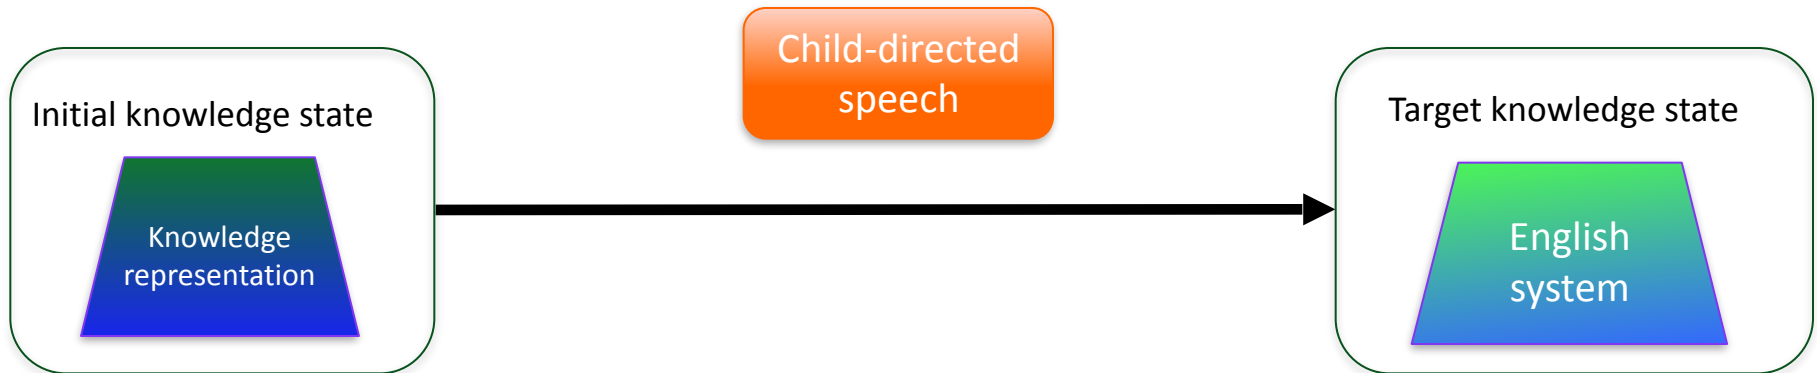 Initial knowledge state
Knowledge
representation
Child-directed
speech
Target knowledge state
English
system